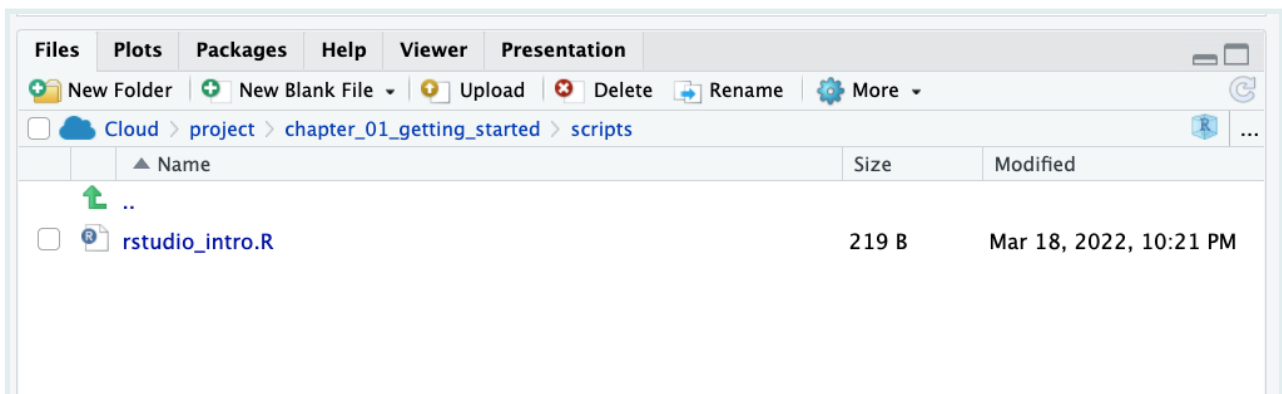 Files Plots Packages Help Viewer Presentation
New Folder New Blank File Upload Delete Rename More
Cloud > project > chapter_01_getting_started > scripts R ...
Name Size Modified
..
R rstudio_intro.R 219 B Mar 18, 2022, 10:21 PM